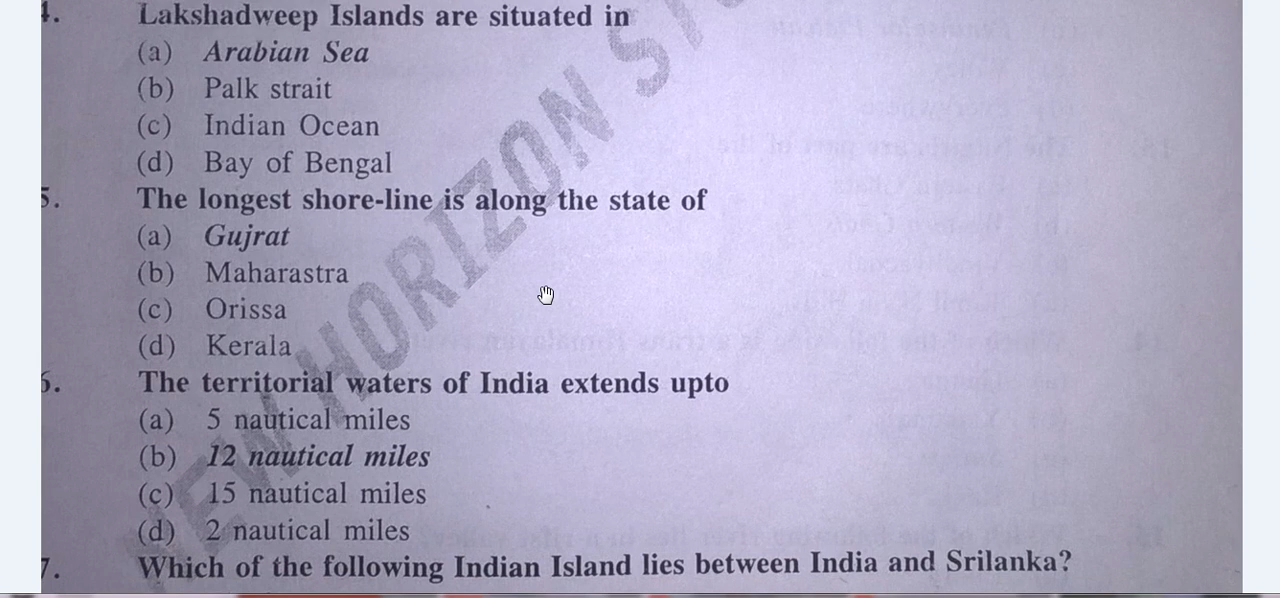 4. Lakshadweep Islands are situated in
(a) Arabian Sea
(b) Palk strait
(c) Indian Ocean
(d) Bay of Bengal
5. The longest shore-line is along the state of
(a) Gujrat
(b) Maharastra
(c) Orissa
(d) Kerala
6. The territorial waters of India extends upto
(a) 5 nautical miles
(b) 12 nautical miles
(c) 15 nautical miles
(d) 2 nautical miles
7. Which of the following Indian Island lies between India and Srilanka?
NEW HORIZON